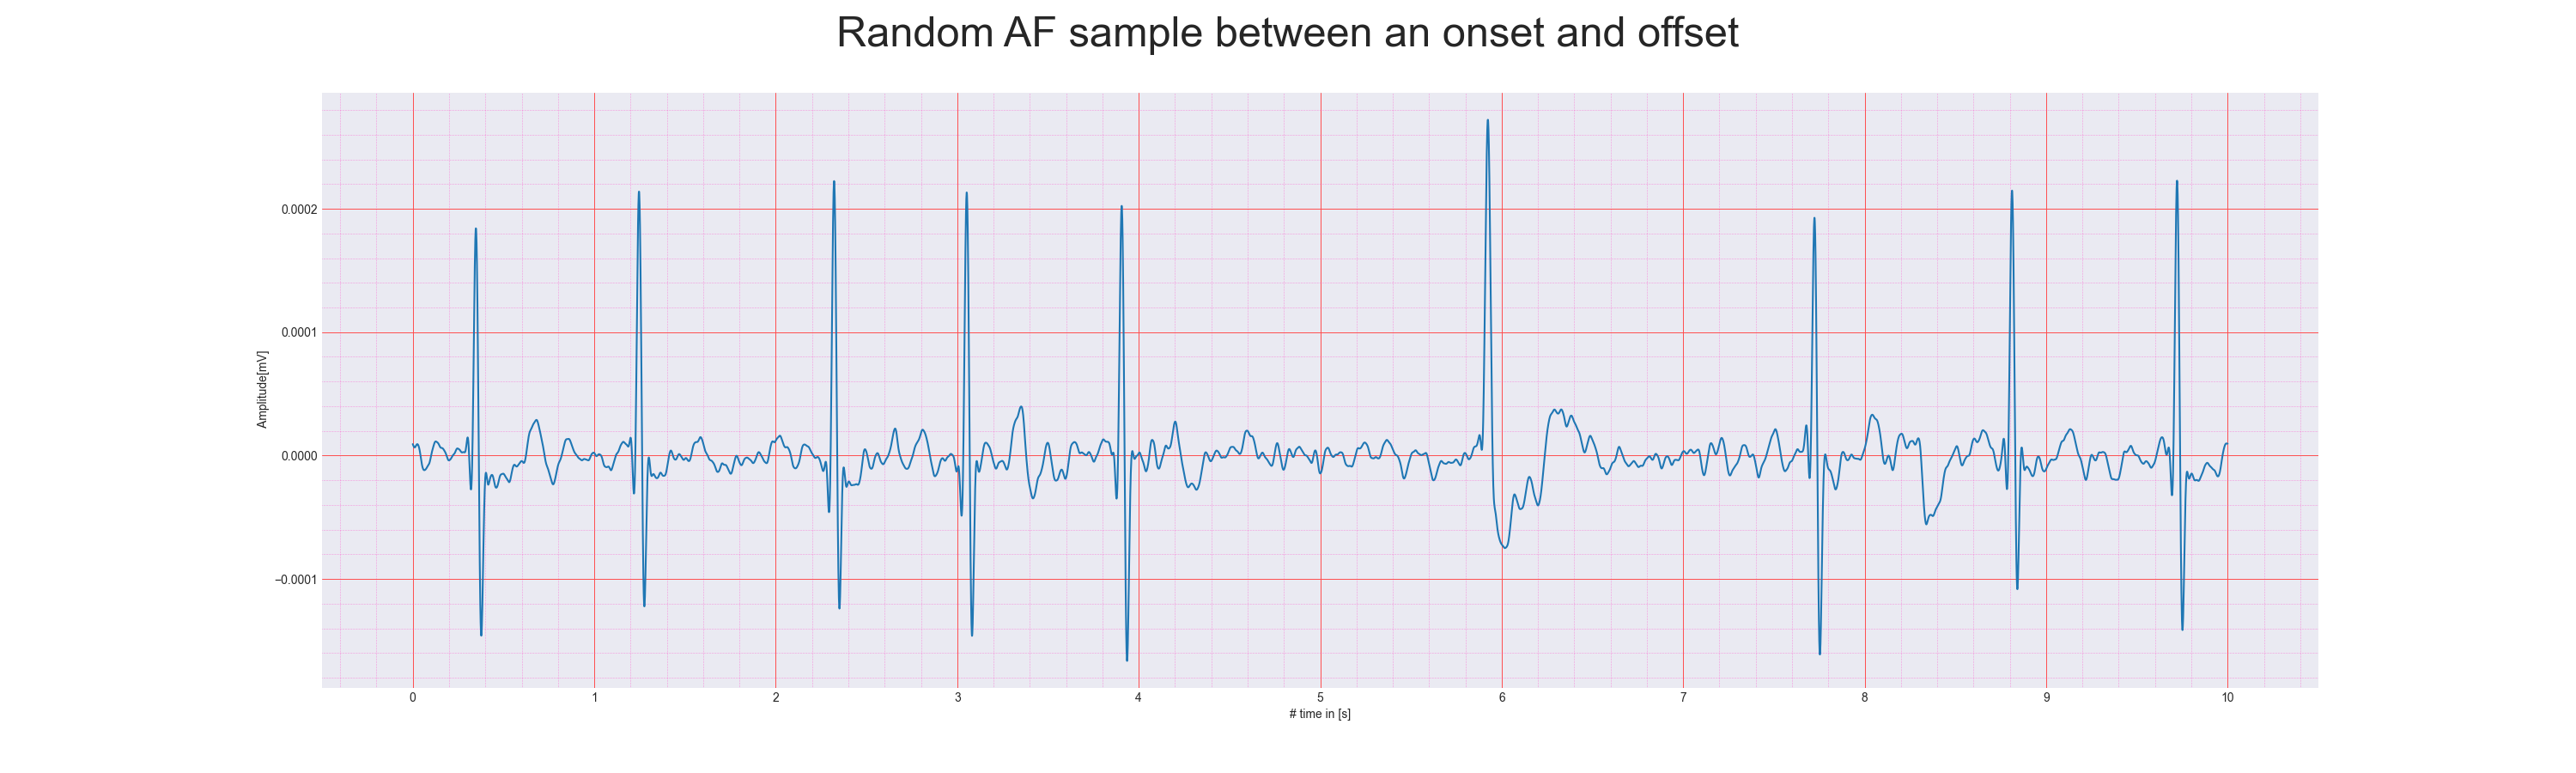 Random AF sample between an onset and offset
Amplitude[mV]
0.0002
0.0001
0.0000
−0.0001
0 1 2 3 4 5 6 7 8 9 10
# time in [s]